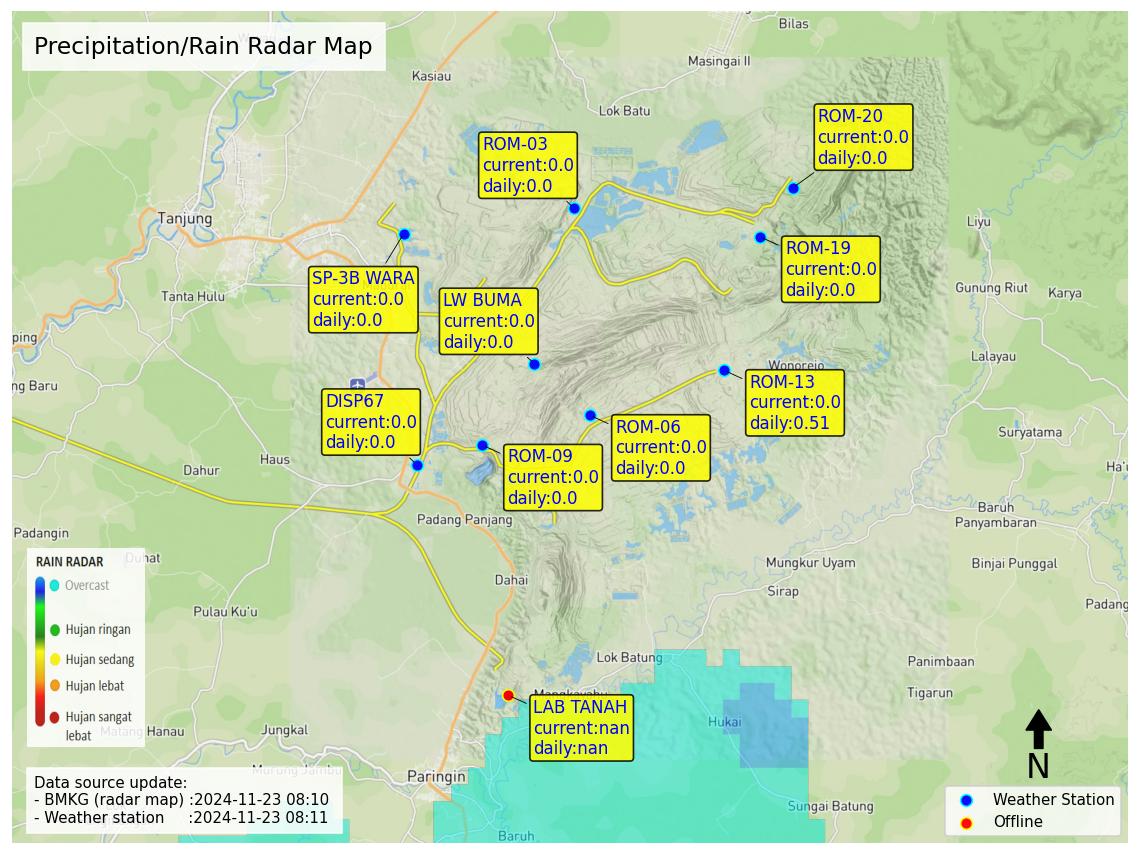 Precipitation/Rain Radar Map
Bilas
Masingai II
Kasiau
Lok Batu
ROM-20
current:0.0
daily:0.0
ROM-03
current:0.0
daily:0.0
Tanjung
Liyu
ROM-19
current:0.0
daily:0.0
SP-3B WARA
current:0.0
daily:0.0
LW BUMA
current:0.0
daily:0.0
Tanta Hulu
Gunung Riut
Karya
ping
Lalayau
ng Baru
Wonorejo
ROM-13
current:0.0
daily:0.51
DISP67
current:0.0
daily:0.0
ROM-06
current:0.0
daily:0.0
Suryatama
ROM-09
current:0.0
daily:0.0
Haus
Dahur
Ha'u
Baruh
Panyambaran
Padang Panjang
Padangin
Duhat
Mungkur Uyam
Binjai Punggal
Dahai
Sirap
Padang
Pulau Ku'u
RAIN RADAR
Overcast
Hujan ringan
Hujan sedang
Hujan lebat
Hujan sangat
lebat
Lok Batung
Panimbaan
Tigarun
LAB TANAH
current:nan
daily:nan
Hukai
Matang Hanau
Jungkal
Paringin
Sungai Batung
Baruh
Data source update:
- BMKG (radar map) :2024-11-23 08:10
- Weather station :2024-11-23 08:11
N
Weather Station
Offline